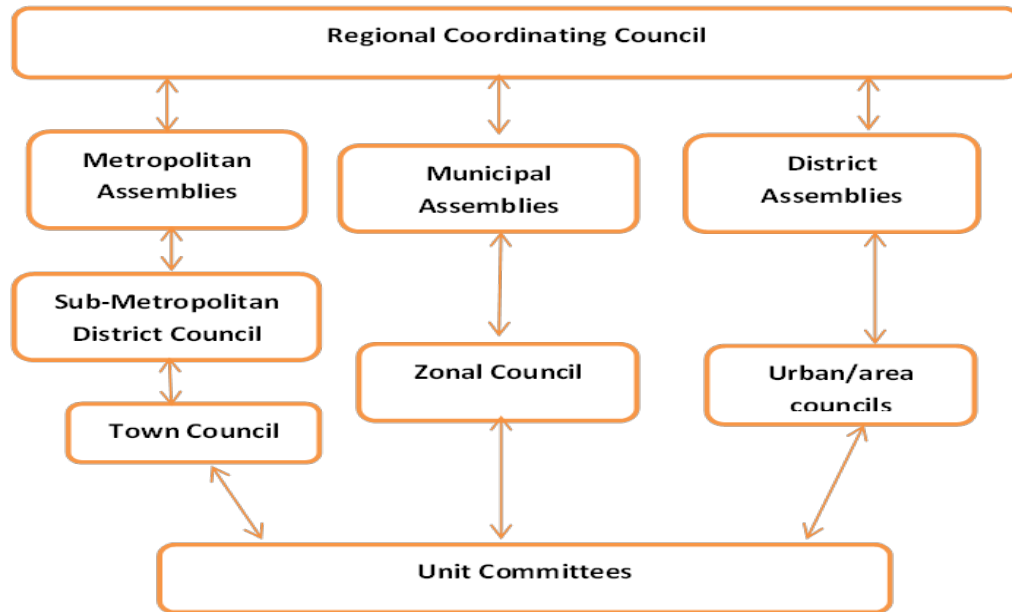 Regional Coordinating Council
Metropolitan
Assemblies
Municipal
Assemblies
District
Assemblies
Sub-Metropolitan
District Council
Zonal Council
Urban/area
councils
Town Council
Unit Committees